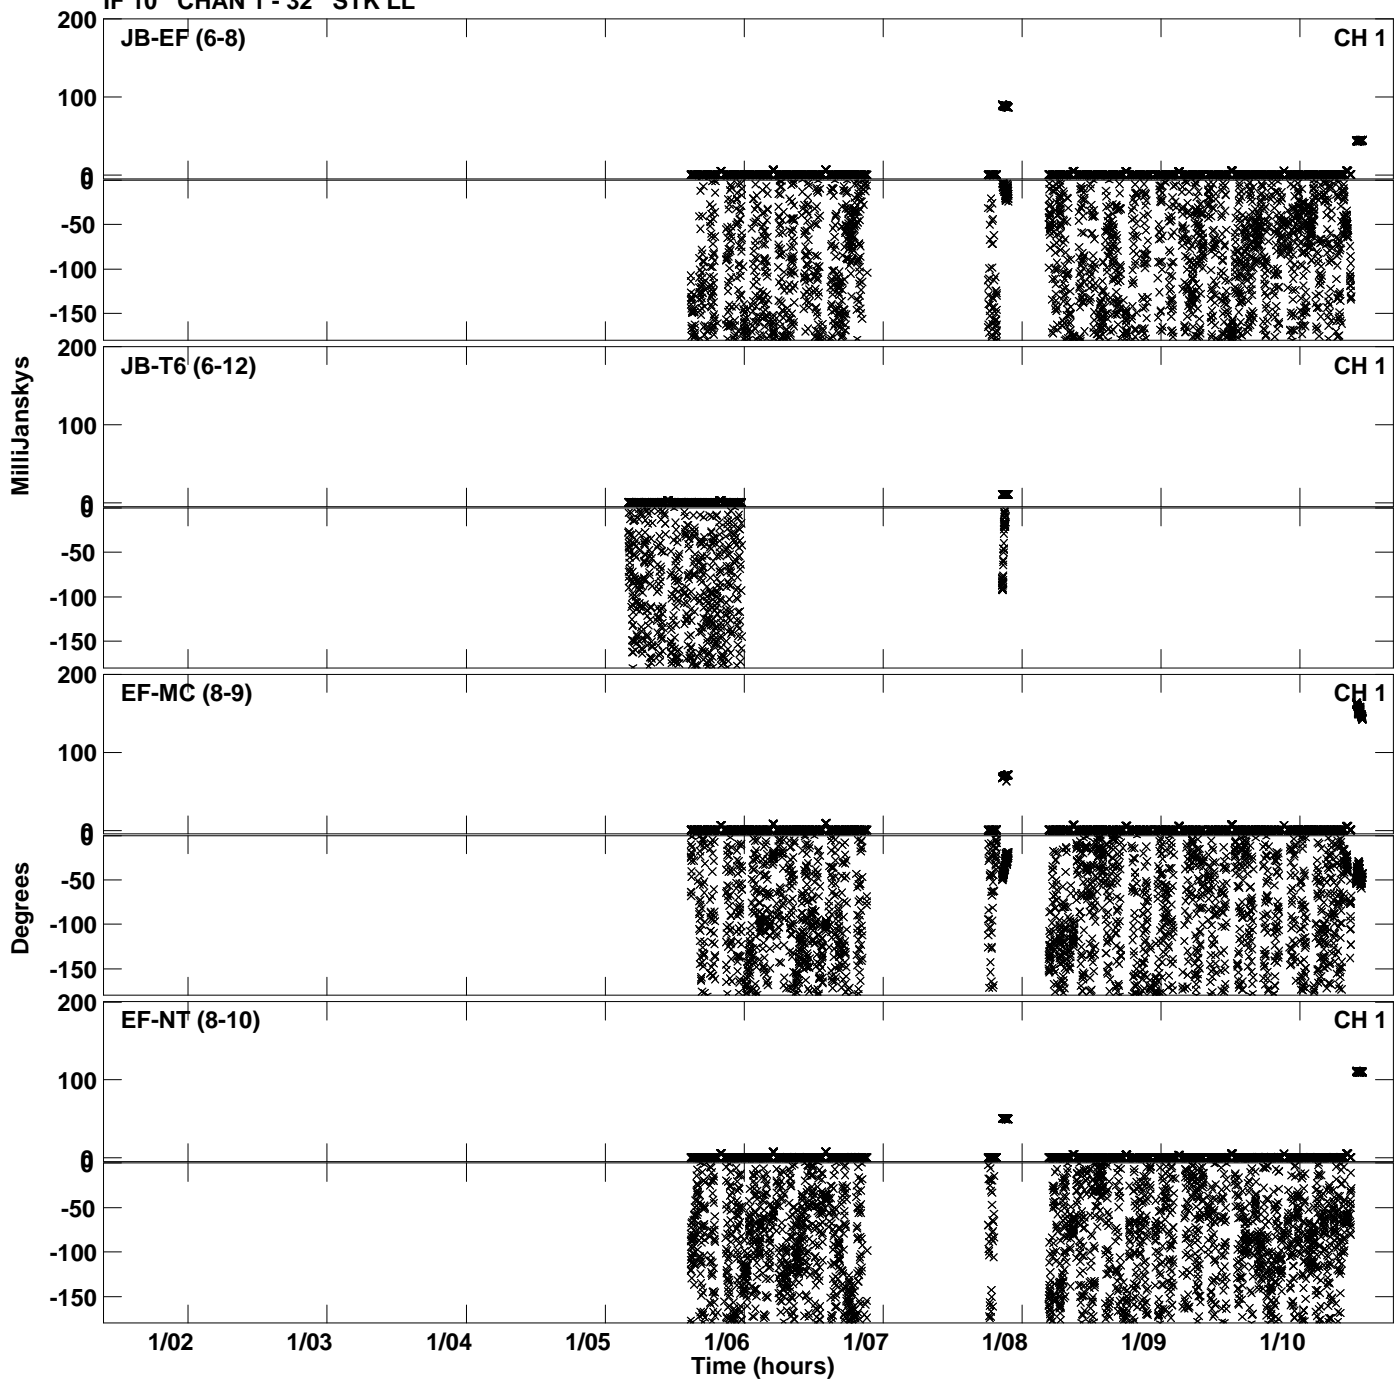 IF 10 CHAN 1 - 32 STK LL
200
JB-EF (6-8)
CH 1
100
0
0
-50
-100
-150
200
JB-T6 (6-12)
CH 1
100
0
0
-50
-100
-150
MilliJanskys
200
EF-MC (8-9)
CH 1
100
0
0
-50
-100
-150
Degrees
200
EF-NT (8-10)
CH 1
100
0
0
-50
-100
-150
1/02 1/03 1/04 1/05 1/06 1/07 1/08 1/09 1/10
Time (hours)